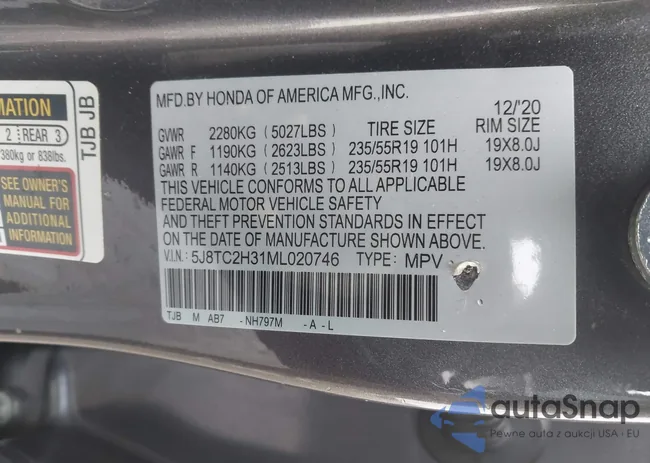 MATION
2 REAR 3
380kg or 838lbs.
SEE OWNER'S
MANUAL FOR
ADDITIONAL
INFORMATION
TJB JB
MFD.BY HONDA OF AMERICA MFG.,INC.
12/'20
GVWR 2280KG (5027LBS) TIRE SIZE RIM SIZE
GAWR F 1190KG (2623LBS) 235/55R19 101H 19X8.0J
GAWR R 1140KG (2513LBS) 235/55R19 101H 19X8.0J
THIS VEHICLE CONFORMS TO ALL APPLICABLE
FEDERAL MOTOR VEHICLE SAFETY
AND THEFT PREVENTION STANDARDS IN EFFECT
ON THE DATE OF MANUFACTURE SHOWN ABOVE.
V.I.N.: 5J8TC2H31ML020746 TYPE: MPV
TJB M AB7 -NH797M -A-L
autoSnap
Pewne auta z aukcji USA i EU